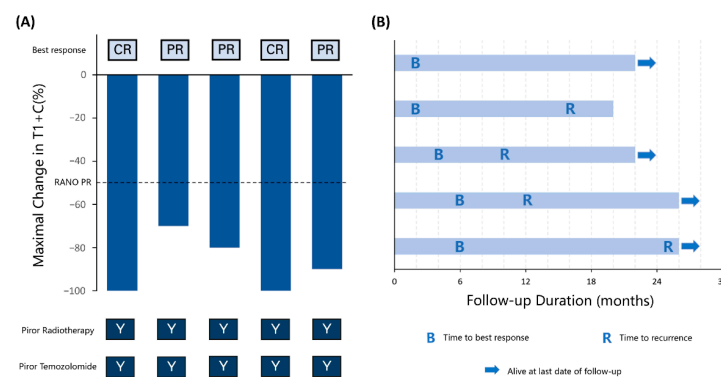 (A)
Best response CR PR PR CR PR
Maximal Change in T1+C(%)
0
−20
−40
RANO PR
−60
−80
−100
Piror Radiotherapy Y Y Y Y Y
Piror Temozolomide Y Y Y Y Y
(B)
B
B R
B R
B R
B R
0 6 12 18 24 3
Follow-up Duration (months)
B Time to best response R Time to recurrence
Alive at last date of follow-up